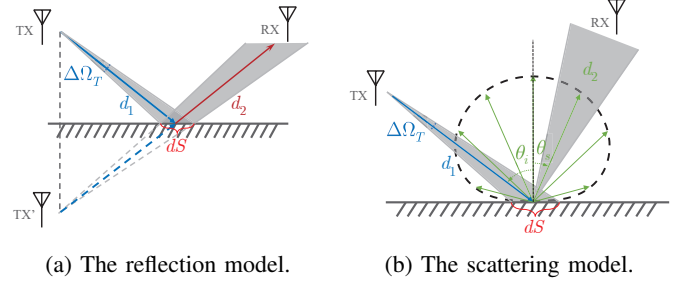 TX
RX
ΔΩ_T
d_1
d_2
dS
TX'
(a) The reflection model.
RX
TX
d_2
ΔΩ_T
d_1
θ_i
θ_s
dS
(b) The scattering model.